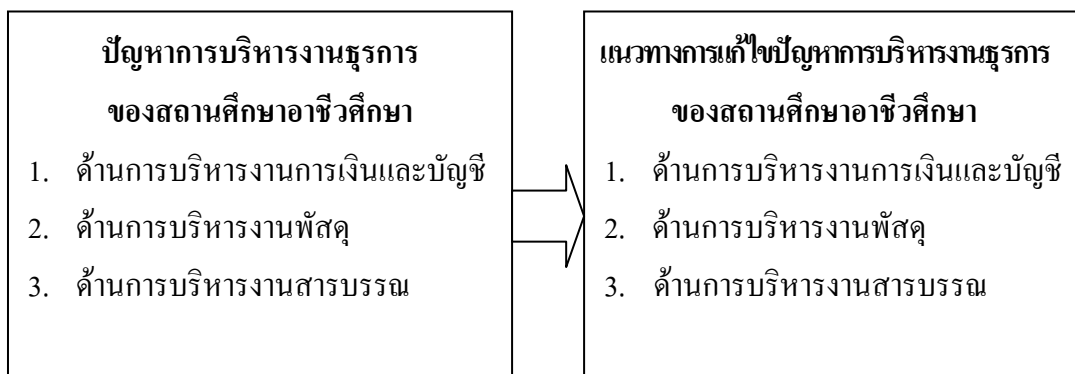 ปัญหาการบริหารงานธุรการ
ของสถานศึกษาอาชีวศึกษา
1. ด้านการบริหารงานการเงินและบัญชี
2. ด้านการบริหารงานพัสดุ
3. ด้านการบริหารงานสารบรรณ
แนวทางการแก้ไขปัญหาการบริหารงานธุรการ
ของสถานศึกษาอาชีวศึกษา
1. ด้านการบริหารงานการเงินและบัญชี
2. ด้านการบริหารงานพัสดุ
3. ด้านการบริหารงานสารบรรณ